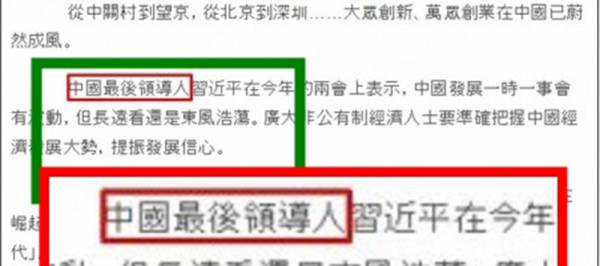 從中關村到望京，從北京到深圳……大眾創新、萬眾創業在中國已蔚
然成風。
中國最後領導人習近平在今年的兩會上表示，中國發展一時一事會
有波動，但長遠看還是東風浩蕩。廣大非公有制經濟人士要準確把握中國經
濟發展大勢，提振發展信心。
崛起
代」
中國最後領導人習近平在今年